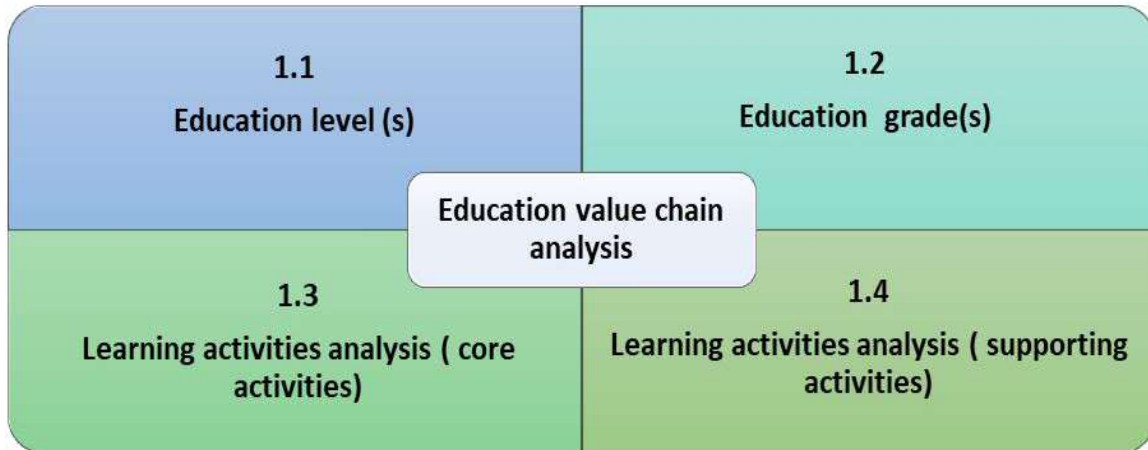 1.1
Education level (s)
1.2
Education grade(s)
Education value chain
analysis
1.3
Learning activities analysis ( core
activities)
1.4
Learning activities analysis ( supporting
activities)